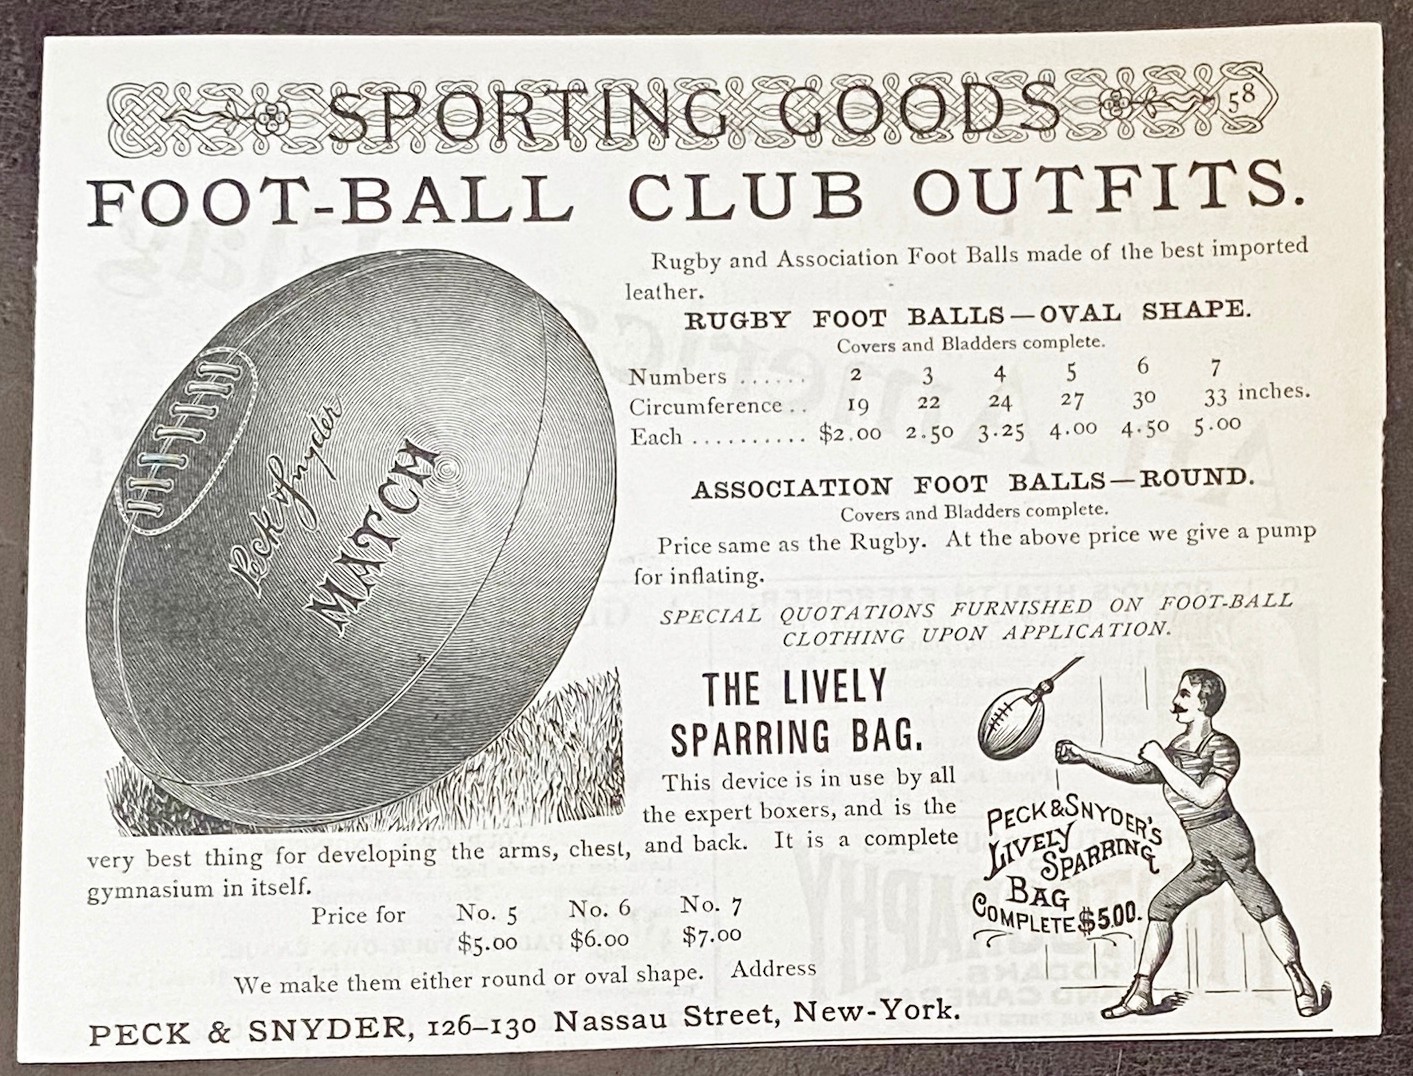 SPORTING GOODS 58
FOOT-BALL CLUB OUTFITS.
Peck & Snyder
MATCH
Rugby and Association Foot Balls made of the best imported
leather.
RUGBY FOOT BALLS—OVAL SHAPE.
Covers and Bladders complete.
Numbers ...... 2 3 4 5 6 7
Circumference .. 19 22 24 27 30 33 inches.
Each .......... $2.00 2.50 3.25 4.00 4.50 5.00
ASSOCIATION FOOT BALLS—ROUND.
Covers and Bladders complete.
Price same as the Rugby. At the above price we give a pump
for inflating.
SPECIAL QUOTATIONS FURNISHED ON FOOT-BALL
CLOTHING UPON APPLICATION.
THE LIVELY
SPARRING BAG.
This device is in use by all
the expert boxers, and is the
very best thing for developing the arms, chest, and back. It is a complete
gymnasium in itself.
Price for No. 5 No. 6 No. 7
$5.00 $6.00 $7.00
We make them either round or oval shape. Address
PECK & SNYDER, 126–130 Nassau Street, New-York.
PECK & SNYDER'S
LIVELY
SPARRING
BAG
COMPLETE $5.00.